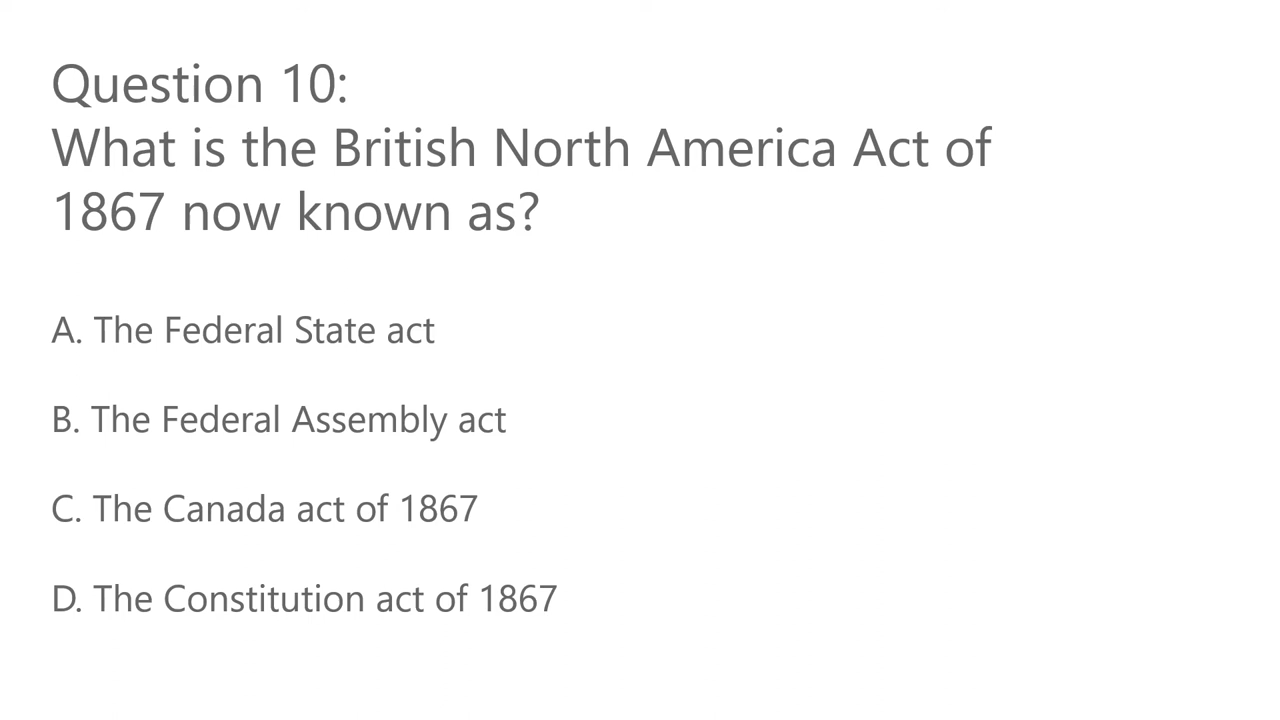 Question 10:
What is the British North America Act of
1867 now known as?
A. The Federal State act
B. The Federal Assembly act
C. The Canada act of 1867
D. The Constitution act of 1867